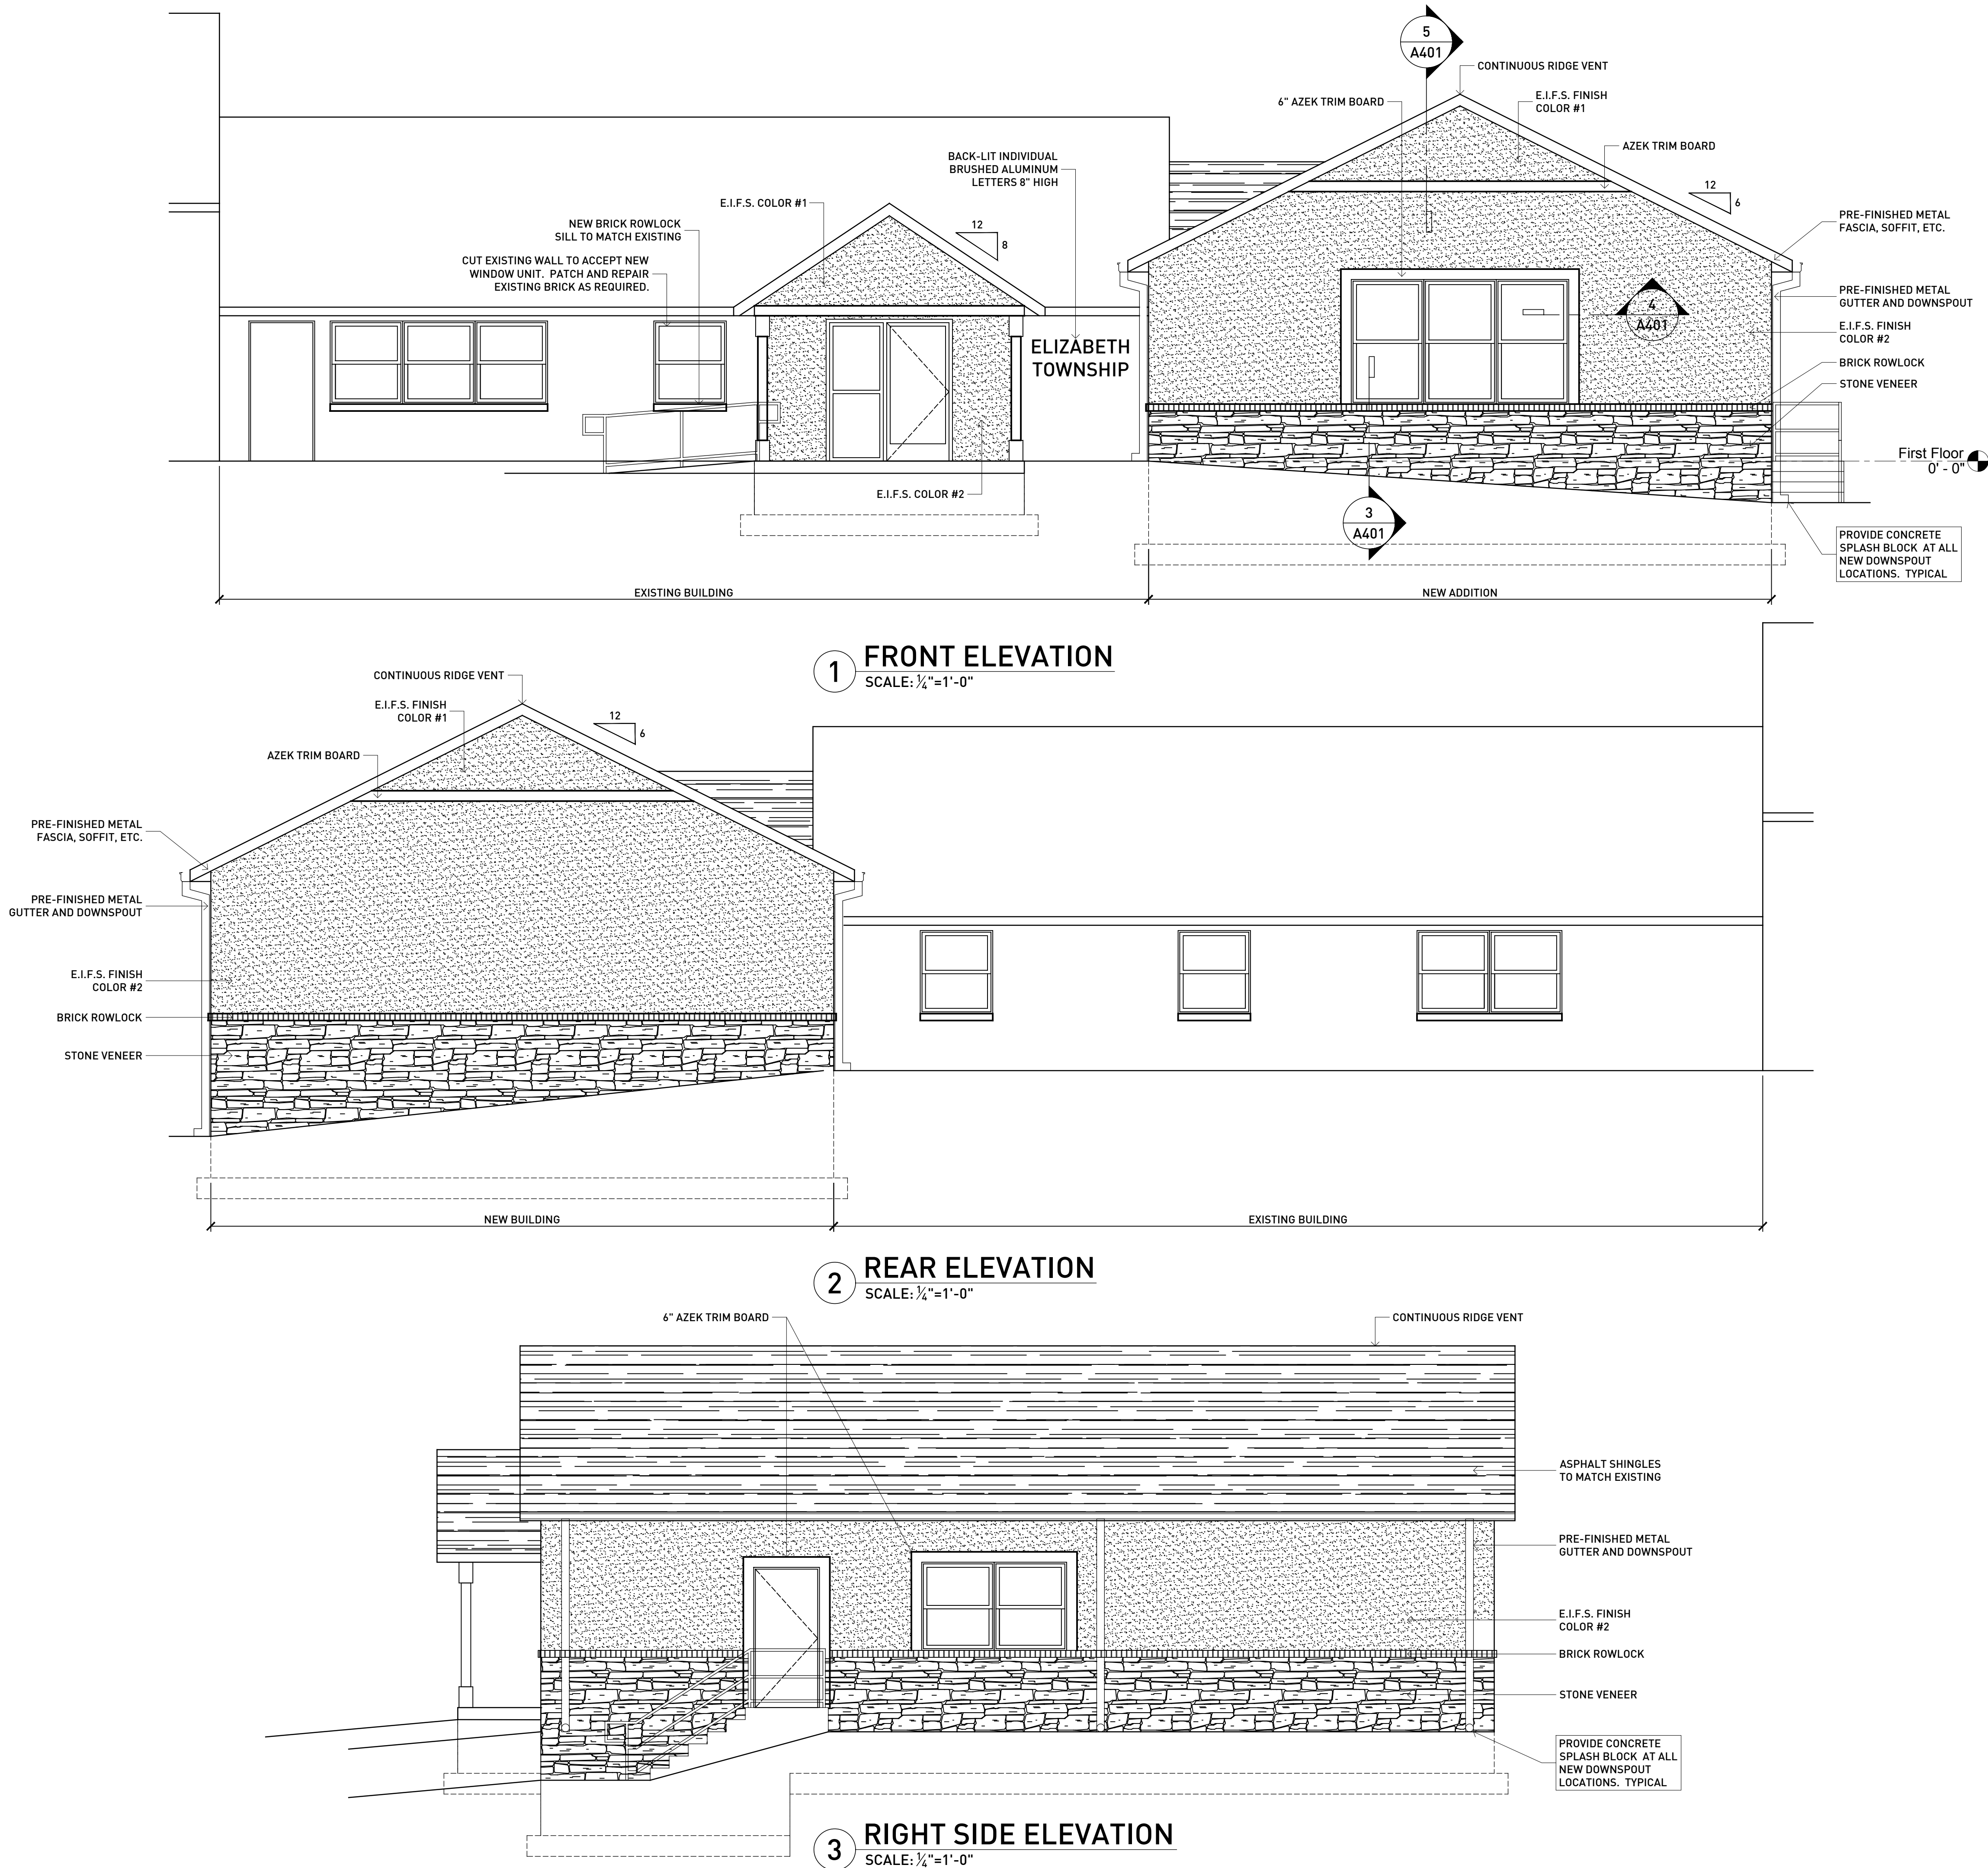 5
A401
CONTINUOUS RIDGE VENT
6" AZEK TRIM BOARD
E.I.F.S. FINISH
COLOR #1
AZEK TRIM BOARD
BACK-LIT INDIVIDUAL
BRUSHED ALUMINUM
LETTERS 8" HIGH
12
6
E.I.F.S. COLOR #1
NEW BRICK ROWLOCK
SILL TO MATCH EXISTING
12
8
PRE-FINISHED METAL
FASCIA, SOFFIT, ETC.
CUT EXISTING WALL TO ACCEPT NEW
WINDOW UNIT. PATCH AND REPAIR
EXISTING BRICK AS REQUIRED.
PRE-FINISHED METAL
GUTTER AND DOWNSPOUT
4
A401
E.I.F.S. FINISH
COLOR #2
ELIZABETH
TOWNSHIP
BRICK ROWLOCK
STONE VENEER
First Floor
0' - 0"
E.I.F.S. COLOR #2
3
A401
PROVIDE CONCRETE
SPLASH BLOCK AT ALL
NEW DOWNSPOUT
LOCATIONS. TYPICAL
EXISTING BUILDING
NEW ADDITION
1
FRONT ELEVATION
SCALE: ¼"=1'-0"
CONTINUOUS RIDGE VENT
E.I.F.S. FINISH
COLOR #1
12
6
AZEK TRIM BOARD
PRE-FINISHED METAL
FASCIA, SOFFIT, ETC.
PRE-FINISHED METAL
GUTTER AND DOWNSPOUT
E.I.F.S. FINISH
COLOR #2
BRICK ROWLOCK
STONE VENEER
NEW BUILDING
EXISTING BUILDING
2
REAR ELEVATION
SCALE: ¼"=1'-0"
6" AZEK TRIM BOARD
CONTINUOUS RIDGE VENT
ASPHALT SHINGLES
TO MATCH EXISTING
PRE-FINISHED METAL
GUTTER AND DOWNSPOUT
E.I.F.S. FINISH
COLOR #2
BRICK ROWLOCK
STONE VENEER
PROVIDE CONCRETE
SPLASH BLOCK AT ALL
NEW DOWNSPOUT
LOCATIONS. TYPICAL
3
RIGHT SIDE ELEVATION
SCALE: ¼"=1'-0"